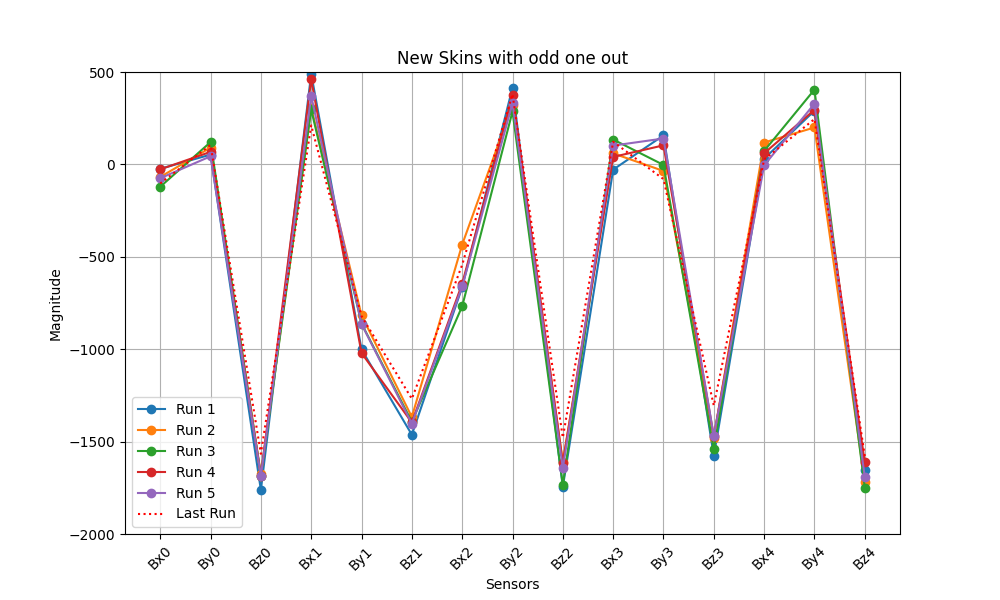 New Skins with odd one out
500
0
−500
−1000
−1500
−2000
Magnitude
Run 1
Run 2
Run 3
Run 4
Run 5
Last Run
Bx0 By0 Bz0 Bx1 By1 Bz1 Bx2 By2 Bz2 Bx3 By3 Bz3 Bx4 By4 Bz4
Sensors